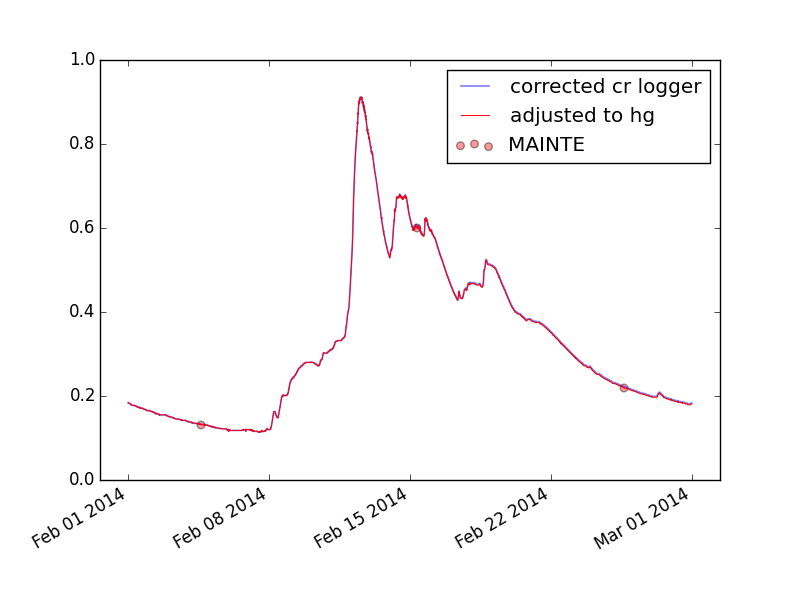 1.0
0.8
0.6
0.4
0.2
0.0
corrected cr logger
adjusted to hg
MAINTE
Feb 01 2014
Feb 08 2014
Feb 15 2014
Feb 22 2014
Mar 01 2014